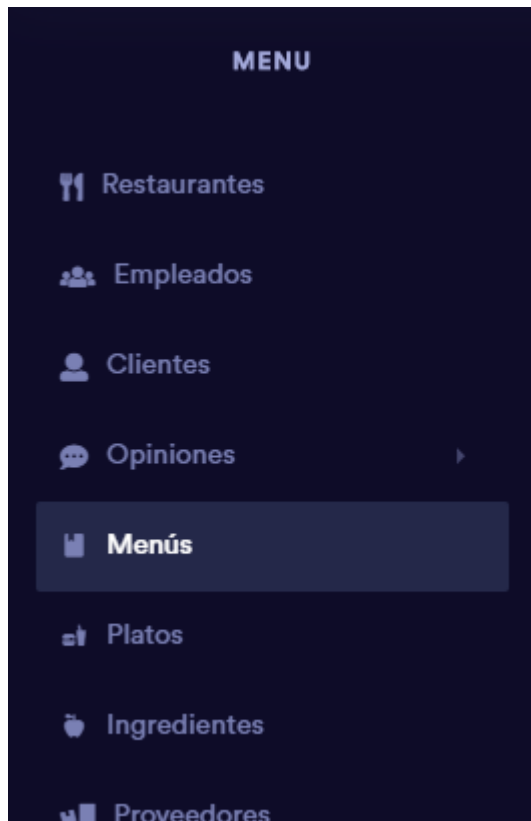 MENU
Restaurantes
Empleados
Clientes
Opiniones
Menús
Platos
Ingredientes
Proveedores